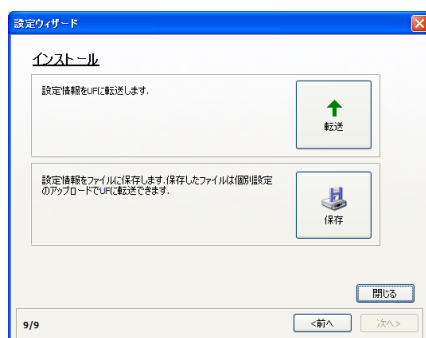 設定ウィザード
インストール
設定情報をUFに転送します.
転送
設定情報をファイルに保存します.保存したファイルは個別設定
のアップロードでUFに転送できます.
保存
閉じる
9/9
<前へ
次へ>